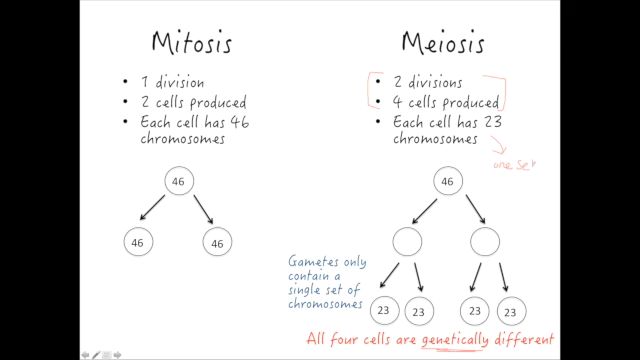 Mitosis
• 1 division
• 2 cells produced
• Each cell has 46
chromosomes
46
46
46
Meiosis
• 2 divisions
• 4 cells produced
• Each cell has 23
chromosomes
one set
46
Gametes only
contain a
single set of
chromosomes
23
23
23
23
All four cells are genetically different